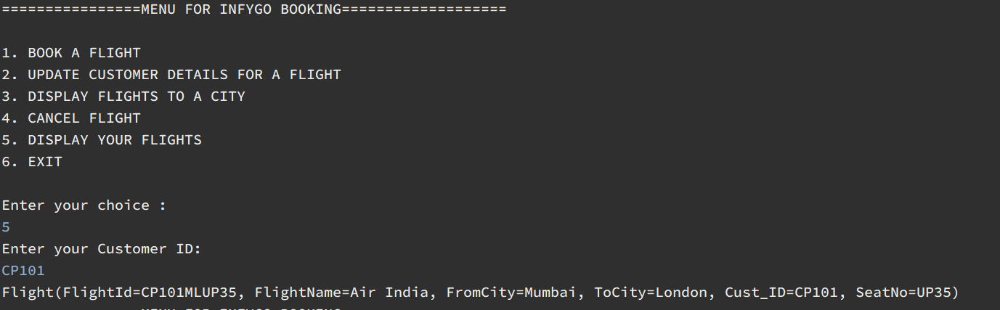 ================MENU FOR INFYGO BOOKING===================
1. BOOK A FLIGHT
2. UPDATE CUSTOMER DETAILS FOR A FLIGHT
3. DISPLAY FLIGHTS TO A CITY
4. CANCEL FLIGHT
5. DISPLAY YOUR FLIGHTS
6. EXIT
Enter your choice :
5
Enter your Customer ID:
CP101
Flight(FlightId=CP101MLUP35, FlightName=Air India, FromCity=Mumbai, ToCity=London, Cust_ID=CP101, SeatNo=UP35)